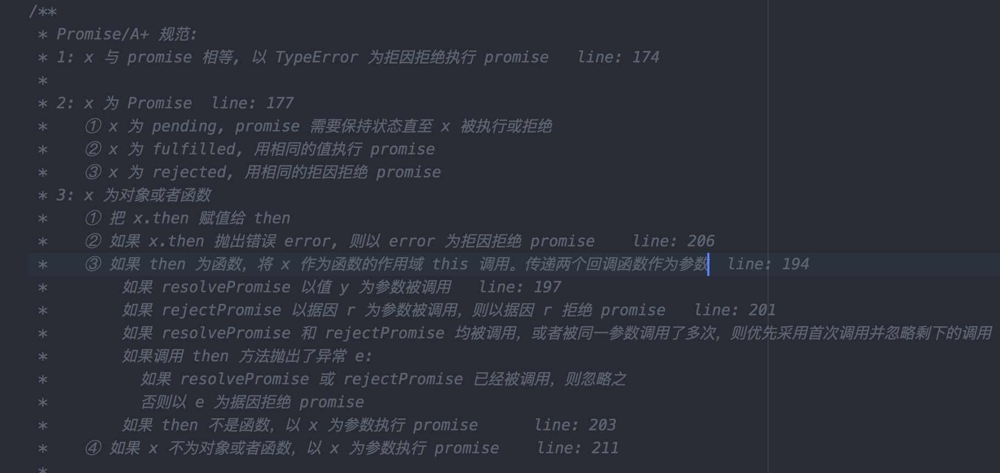 /**
 * Promise/A+ 规范:
 * 1: x 与 promise 相等, 以 TypeError 为拒因拒绝执行 promise   line: 174
 *
 * 2: x 为 Promise  line: 177
 *    ① x 为 pending, promise 需要保持状态直至 x 被执行或拒绝
 *    ② x 为 fulfilled, 用相同的值执行 promise
 *    ③ x 为 rejected, 用相同的拒因拒绝 promise
 * 3: x 为对象或者函数
 *    ① 把 x.then 赋值给 then
 *    ② 如果 x.then 抛出错误 error, 则以 error 为拒因拒绝 promise    line: 206
 *    ③ 如果 then 为函数，将 x 作为函数的作用域 this 调用。传递两个回调函数作为参数  line: 194
 *        如果 resolvePromise 以值 y 为参数被调用   line: 197
 *        如果 rejectPromise 以据因 r 为参数被调用，则以据因 r 拒绝 promise   line: 201
 *        如果 resolvePromise 和 rejectPromise 均被调用，或者被同一参数调用了多次，则优先采用首次调用并忽略剩下的调用
 *        如果调用 then 方法抛出了异常 e:
 *          如果 resolvePromise 或 rejectPromise 已经被调用，则忽略之
 *          否则以 e 为据因拒绝 promise
 *        如果 then 不是函数，以 x 为参数执行 promise      line: 203
 *    ④ 如果 x 不为对象或者函数，以 x 为参数执行 promise    line: 211
 *